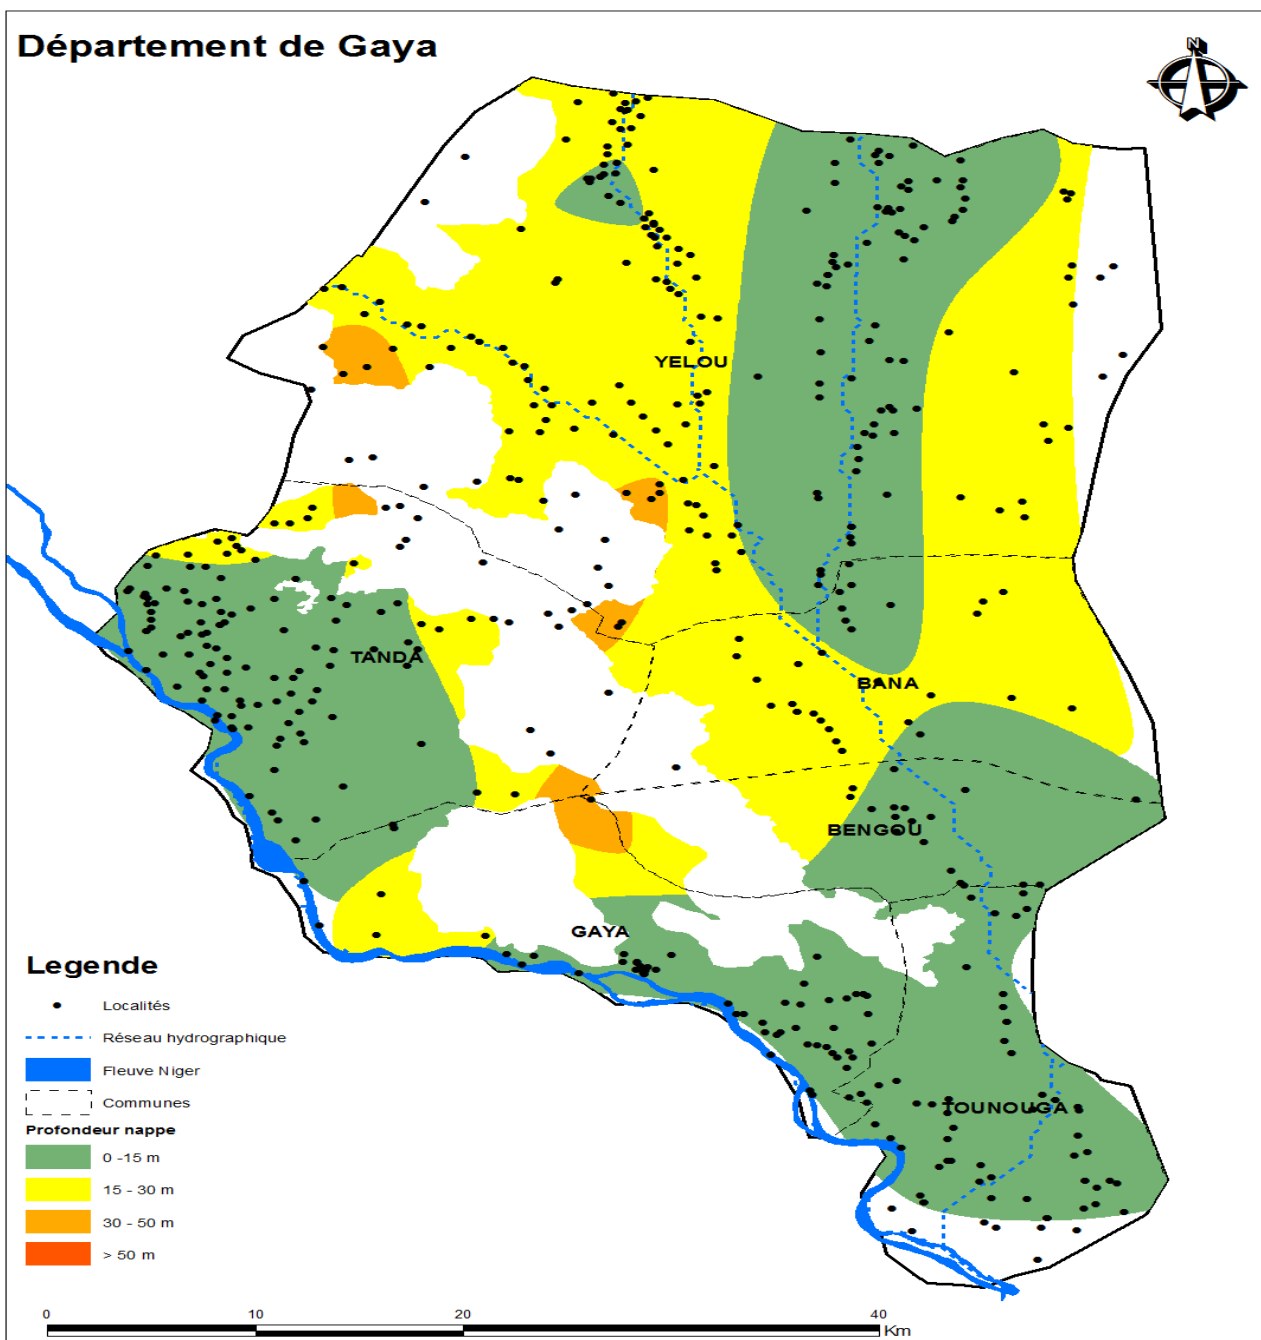 Département de Gaya
N
YELOU
TANDA
BANA
BENGOU
GAYA
TOUNOUGA
Legende
Localités
Réseau hydrographique
Fleuve Niger
Communes
Profondeur nappe
0 -15 m
15 - 30 m
30 - 50 m
> 50 m
0 10 20 40
Km